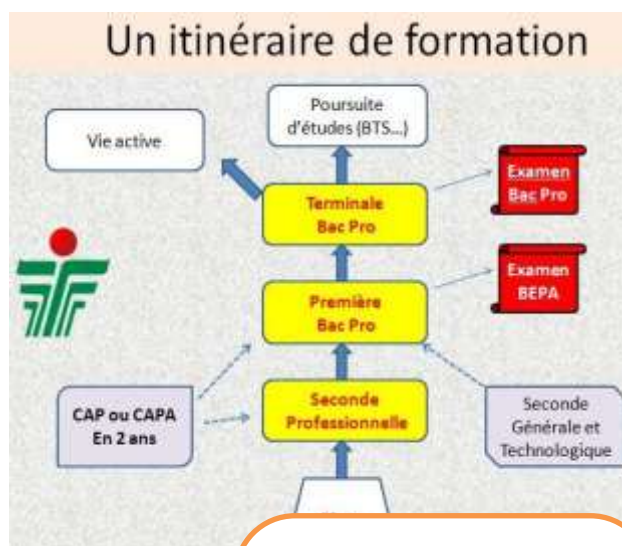 Un itinéraire de formation
Poursuite
d'études (BTS...)
Vie active
Examen
Bac Pro
Terminale
Bac Pro
Examen
BEPA
Première
Bac Pro
CAP ou CAPA
En 2 ans
Seconde
Professionnelle
Seconde
Générale et
Technologique